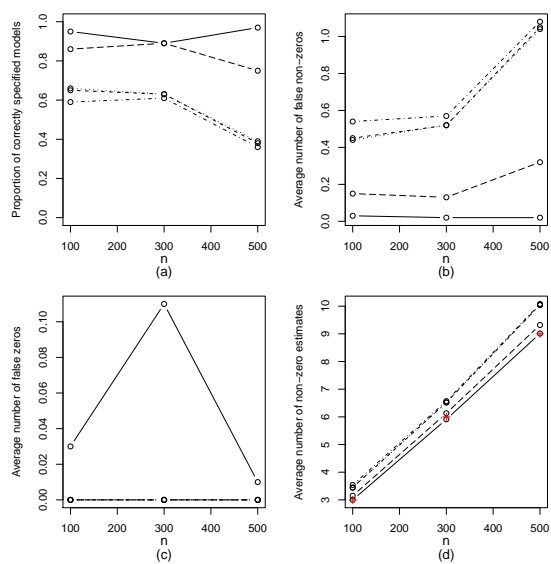 Proportion of correctly specified models
0.0 0.2 0.4 0.6 0.8 1.0
100 200 300 400 500
n
(a)
Average number of false non−zeros
0.0 0.2 0.4 0.6 0.8 1.0
100 200 300 400 500
n
(b)
Average number of false zeros
0.00 0.02 0.04 0.06 0.08 0.10
100 200 300 400 500
n
(c)
Average number of non−zero estimates
3 4 5 6 7 8 9 10
100 200 300 400 500
n
(d)